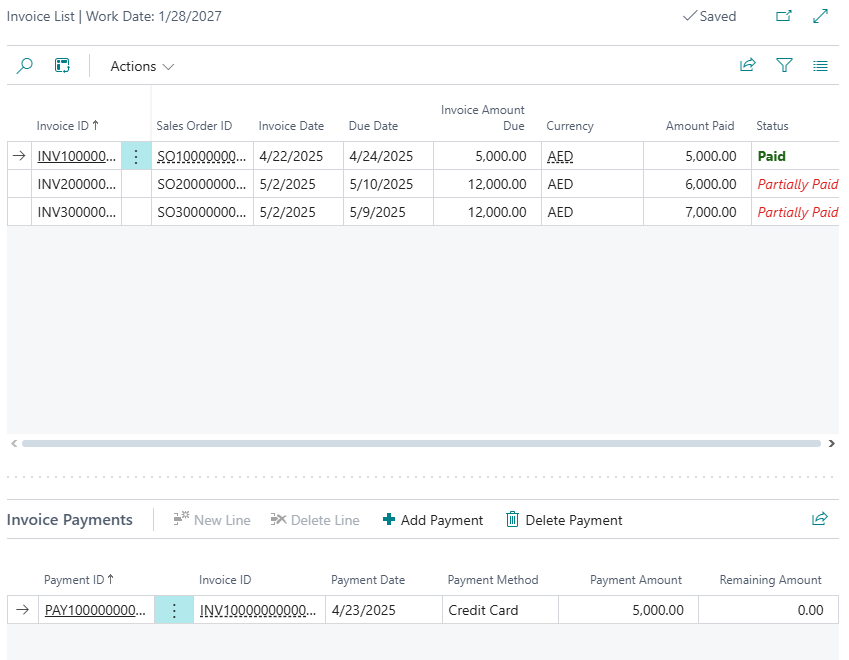 Invoice List | Work Date: 1/28/2027 Saved
Actions
Invoice ID ↑ Sales Order ID Invoice Date Due Date Invoice Amount Due Currency Amount Paid Status
INV100000... SO10000000... 4/22/2025 4/24/2025 5,000.00 AED 5,000.00 Paid
INV200000... SO20000000... 5/2/2025 5/10/2025 12,000.00 AED 6,000.00 Partially Paid
INV300000... SO30000000... 5/2/2025 5/9/2025 12,000.00 AED 7,000.00 Partially Paid
Invoice Payments New Line Delete Line Add Payment Delete Payment
Payment ID ↑ Invoice ID Payment Date Payment Method Payment Amount Remaining Amount
PAY100000000... INV10000000000... 4/23/2025 Credit Card 5,000.00 0.00